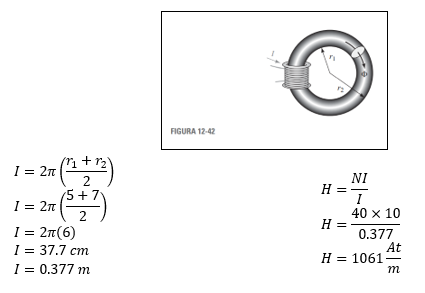 I
r₁
r₂
Φ
FIGURA 12-42
I = 2π((r₁ + r₂)/2)
I = 2π((5 + 7)/2)
I = 2π(6)
I = 37.7 cm
I = 0.377 m
H = NI/I
H = (40 × 10)/0.377
H = 1061 At/m